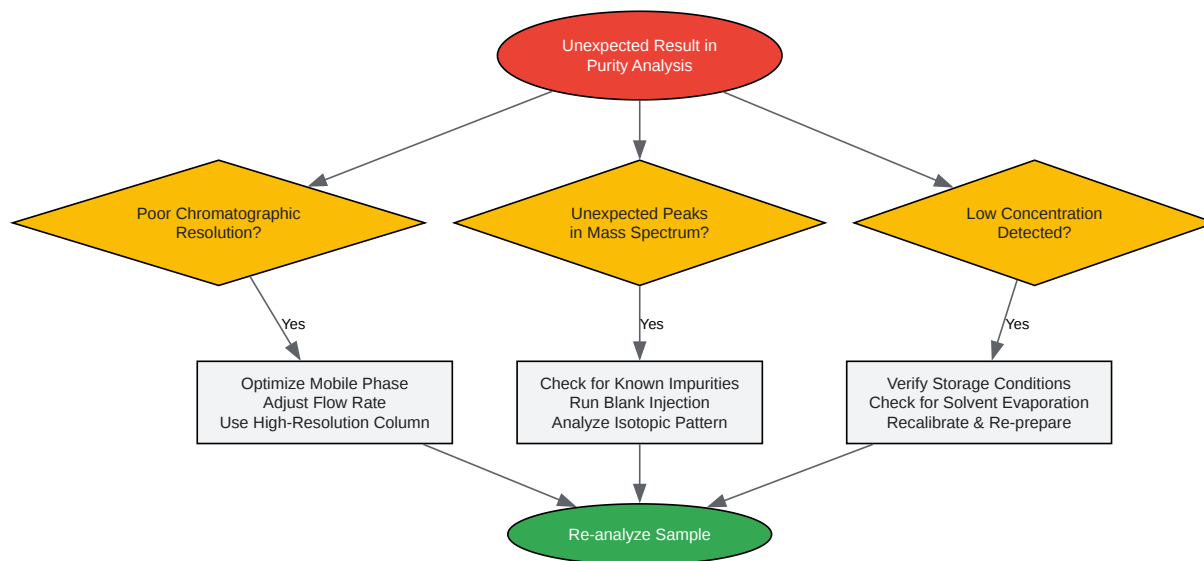 Unexpected Result in
Purity Analysis
Poor Chromatographic
Resolution?
Unexpected Peaks
in Mass Spectrum?
Low Concentration
Detected?
Yes
Yes
Yes
Optimize Mobile Phase
Adjust Flow Rate
Use High-Resolution Column
Check for Known Impurities
Run Blank Injection
Analyze Isotopic Pattern
Verify Storage Conditions
Check for Solvent Evaporation
Recalibrate & Re-prepare
Re-analyze Sample